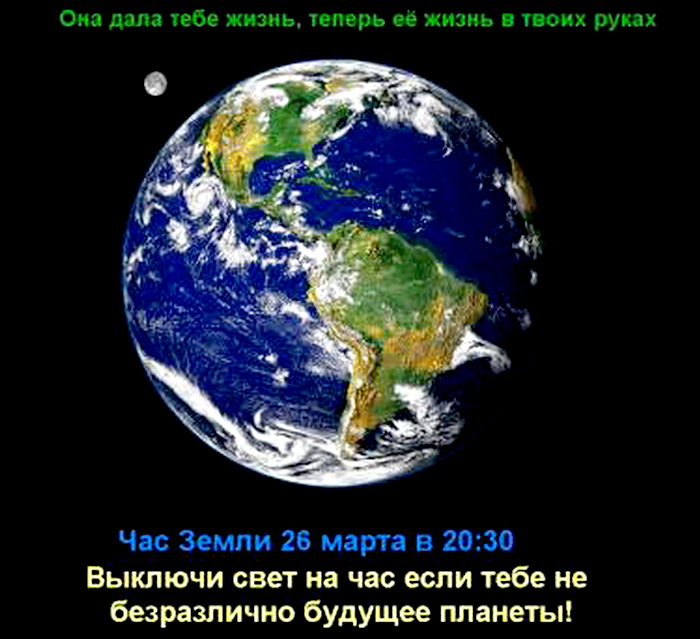 Она дала тебе жизнь, теперь её жизнь в твоих руках
Час Земли 26 марта в 20:30
Выключи свет на час если тебе не
безразлично будущее планеты!